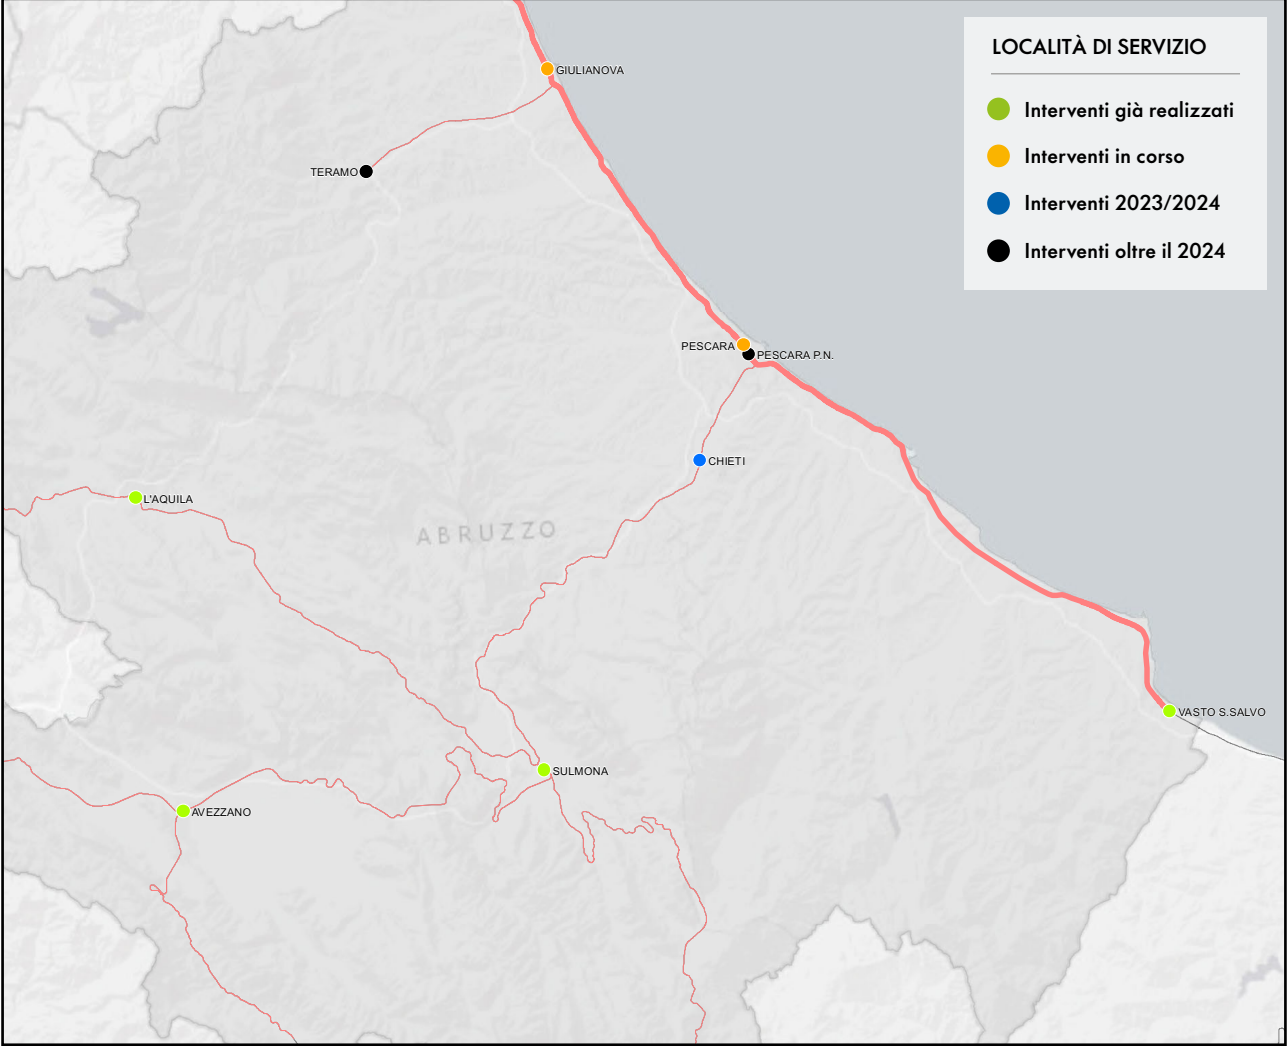 LOCALITÀ DI SERVIZIO
Interventi già realizzati
Interventi in corso
Interventi 2023/2024
Interventi oltre il 2024
GIULIANOVA
TERAMO
PESCARA
PESCARA P.N.
CHIETI
L'AQUILA
ABRUZZO
VASTO S.SALVO
SULMONA
AVEZZANO